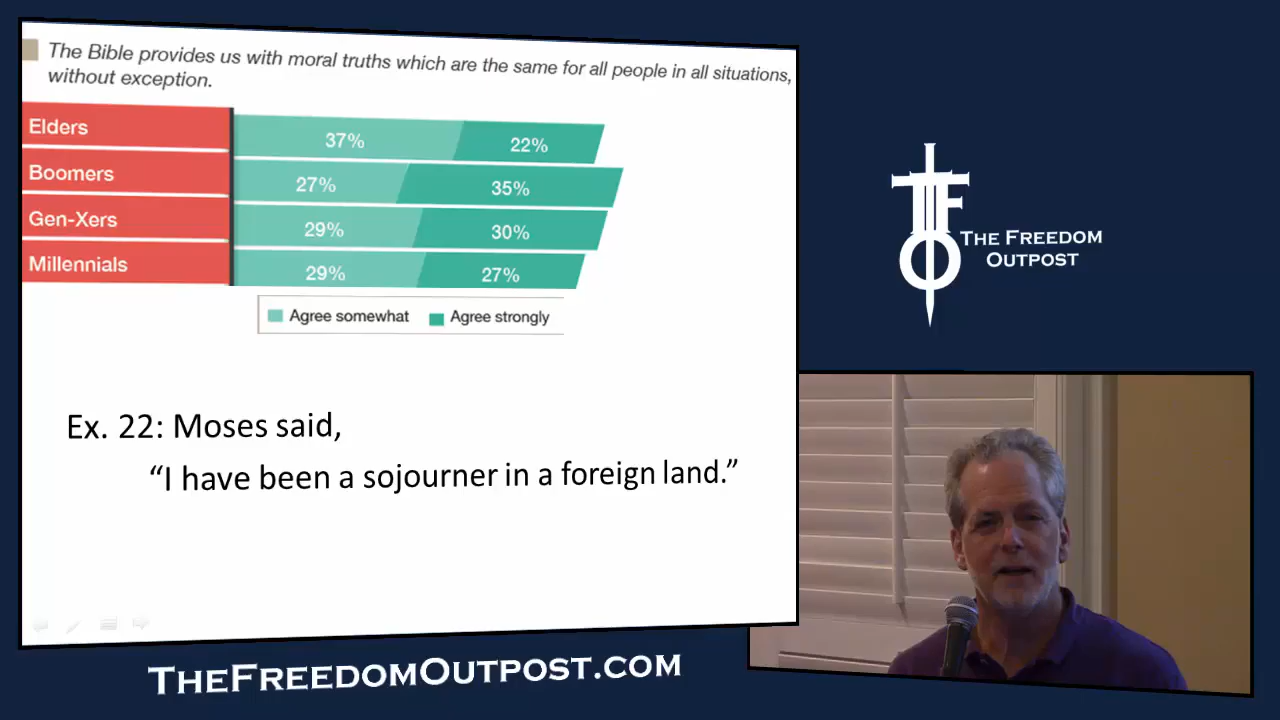 The Bible provides us with moral truths which are the same for all people in all situations,
without exception.
Elders 37% 22%
Boomers 27% 35%
Gen-Xers 29% 30%
Millennials 29% 27%
Agree somewhat Agree strongly
Ex. 22: Moses said,
“I have been a sojourner in a foreign land.”
TF
THE FREEDOM
OUTPOST
THEFREEDOMOUTPOST.COM